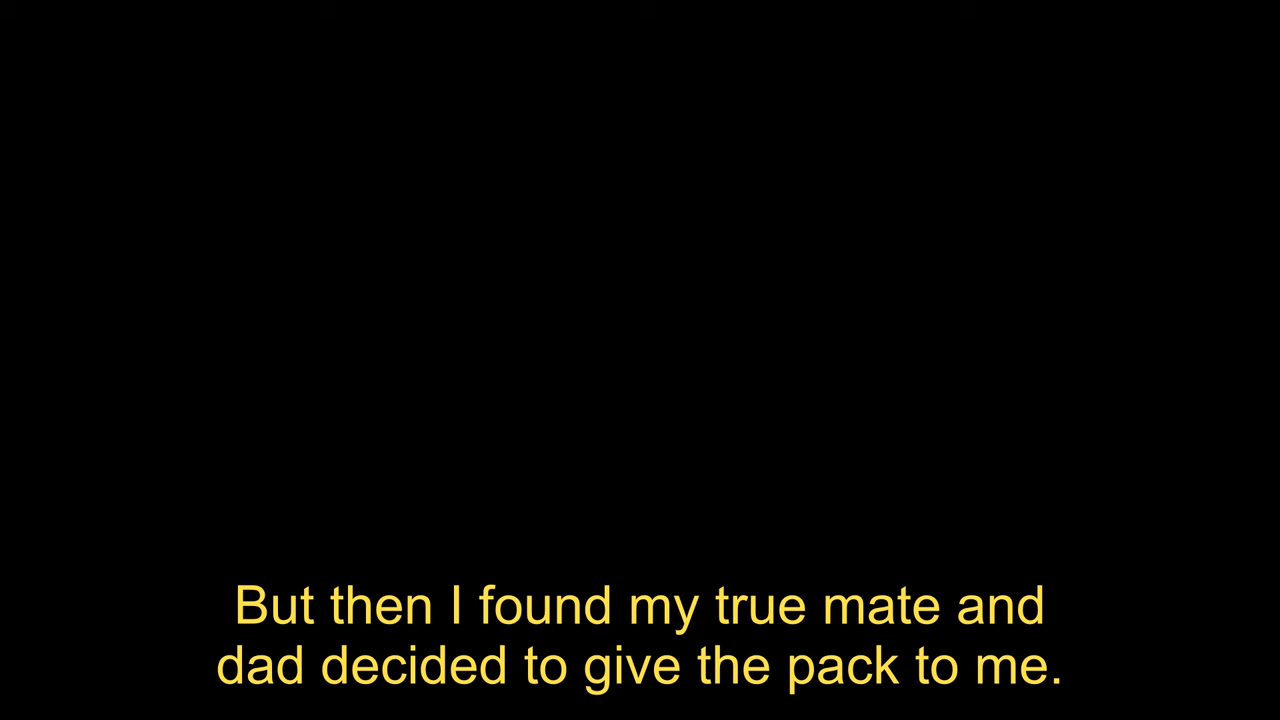 But then I found my true mate and
dad decided to give the pack to me.